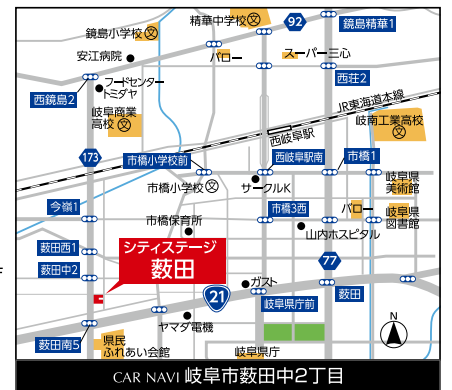 鏡島小学校
精華中学校
92
鏡島精華1
安江病院
バロー
スーパー三心
フードセンター
トミダヤ
西荘2
西鏡島2
JR東海道本線
岐阜商業
高校
岐南工業高校
西岐阜駅
173
市橋小学校前
西岐阜駅南
市橋1
市橋小学校
サークルK
岐阜県
美術館
今嶺1
市橋3西
バロー
岐阜県
図書館
市橋保育所
山内ホスピタル
薮田西1
シティステージ
薮田
77
薮田中2
ガスト
薮田
21
岐阜県庁前
N
ヤマダ電機
薮田南5
県民
ふれあい会館
岐阜県庁
CAR NAVI 岐阜市薮田中2丁目